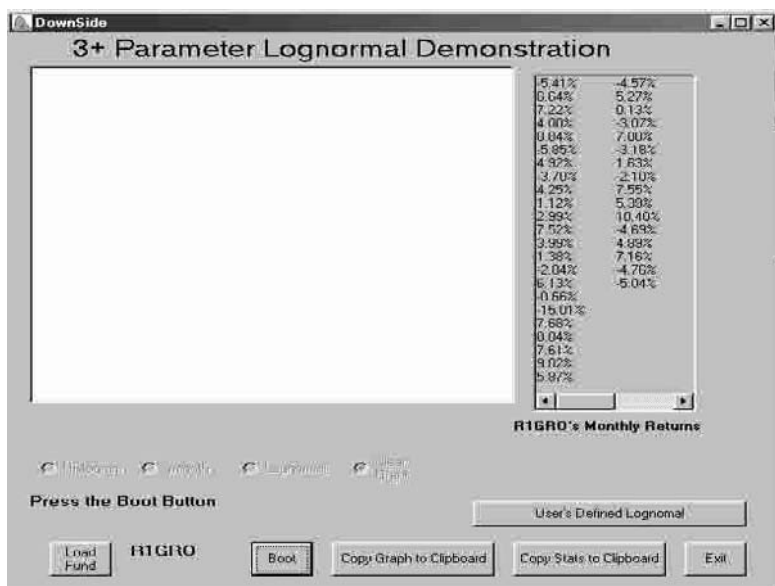 DownSide
3+ Parameter Lognormal Demonstration
-5.41% -4.57%
6.64% 5.27%
7.22% 0.13%
4.00% -3.07%
0.84% 7.00%
-5.85% -3.18%
4.92% 1.63%
-3.70% -2.10%
4.25% 7.55%
1.12% 5.39%
2.99% 10.40%
7.52% -4.69%
3.99% 4.89%
1.38% 7.16%
-2.04% -4.76%
6.13% -5.04%
-0.66%
-15.01%
7.68%
0.04%
7.61%
9.02%
5.87%
R1GRO's Monthly Returns
Histogram
Press the Boot Button
User's Defined Lognomal
Load Fund
R1GRO
Boot
Copy Graph to Clipboard
Copy Stats to Clipboard
Exit